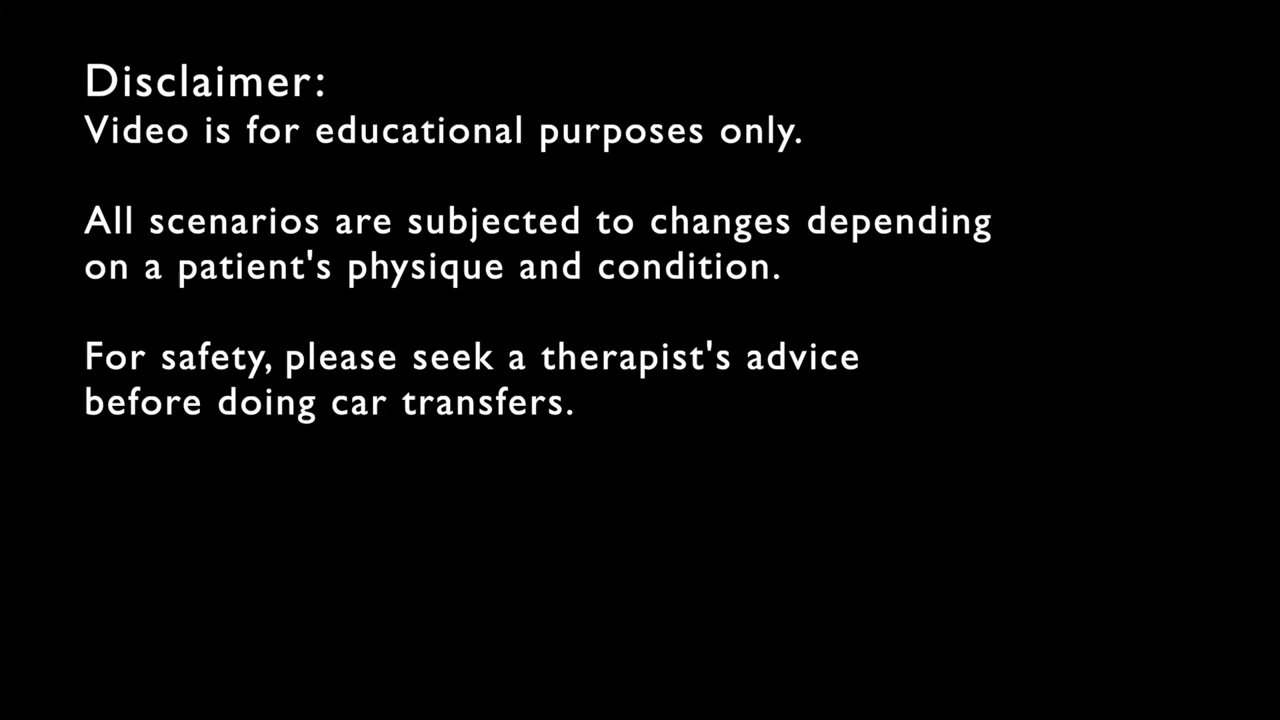 Disclaimer:
Video is for educational purposes only.
All scenarios are subjected to changes depending
on a patient's physique and condition.
For safety, please seek a therapist's advice
before doing car transfers.